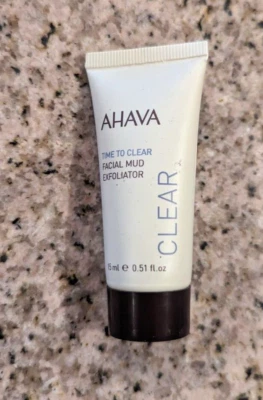 AHAVA
TIME TO CLEAR
FACIAL MUD
EXFOLIATOR
CLEAR
15 ml e 0.51 fl.oz